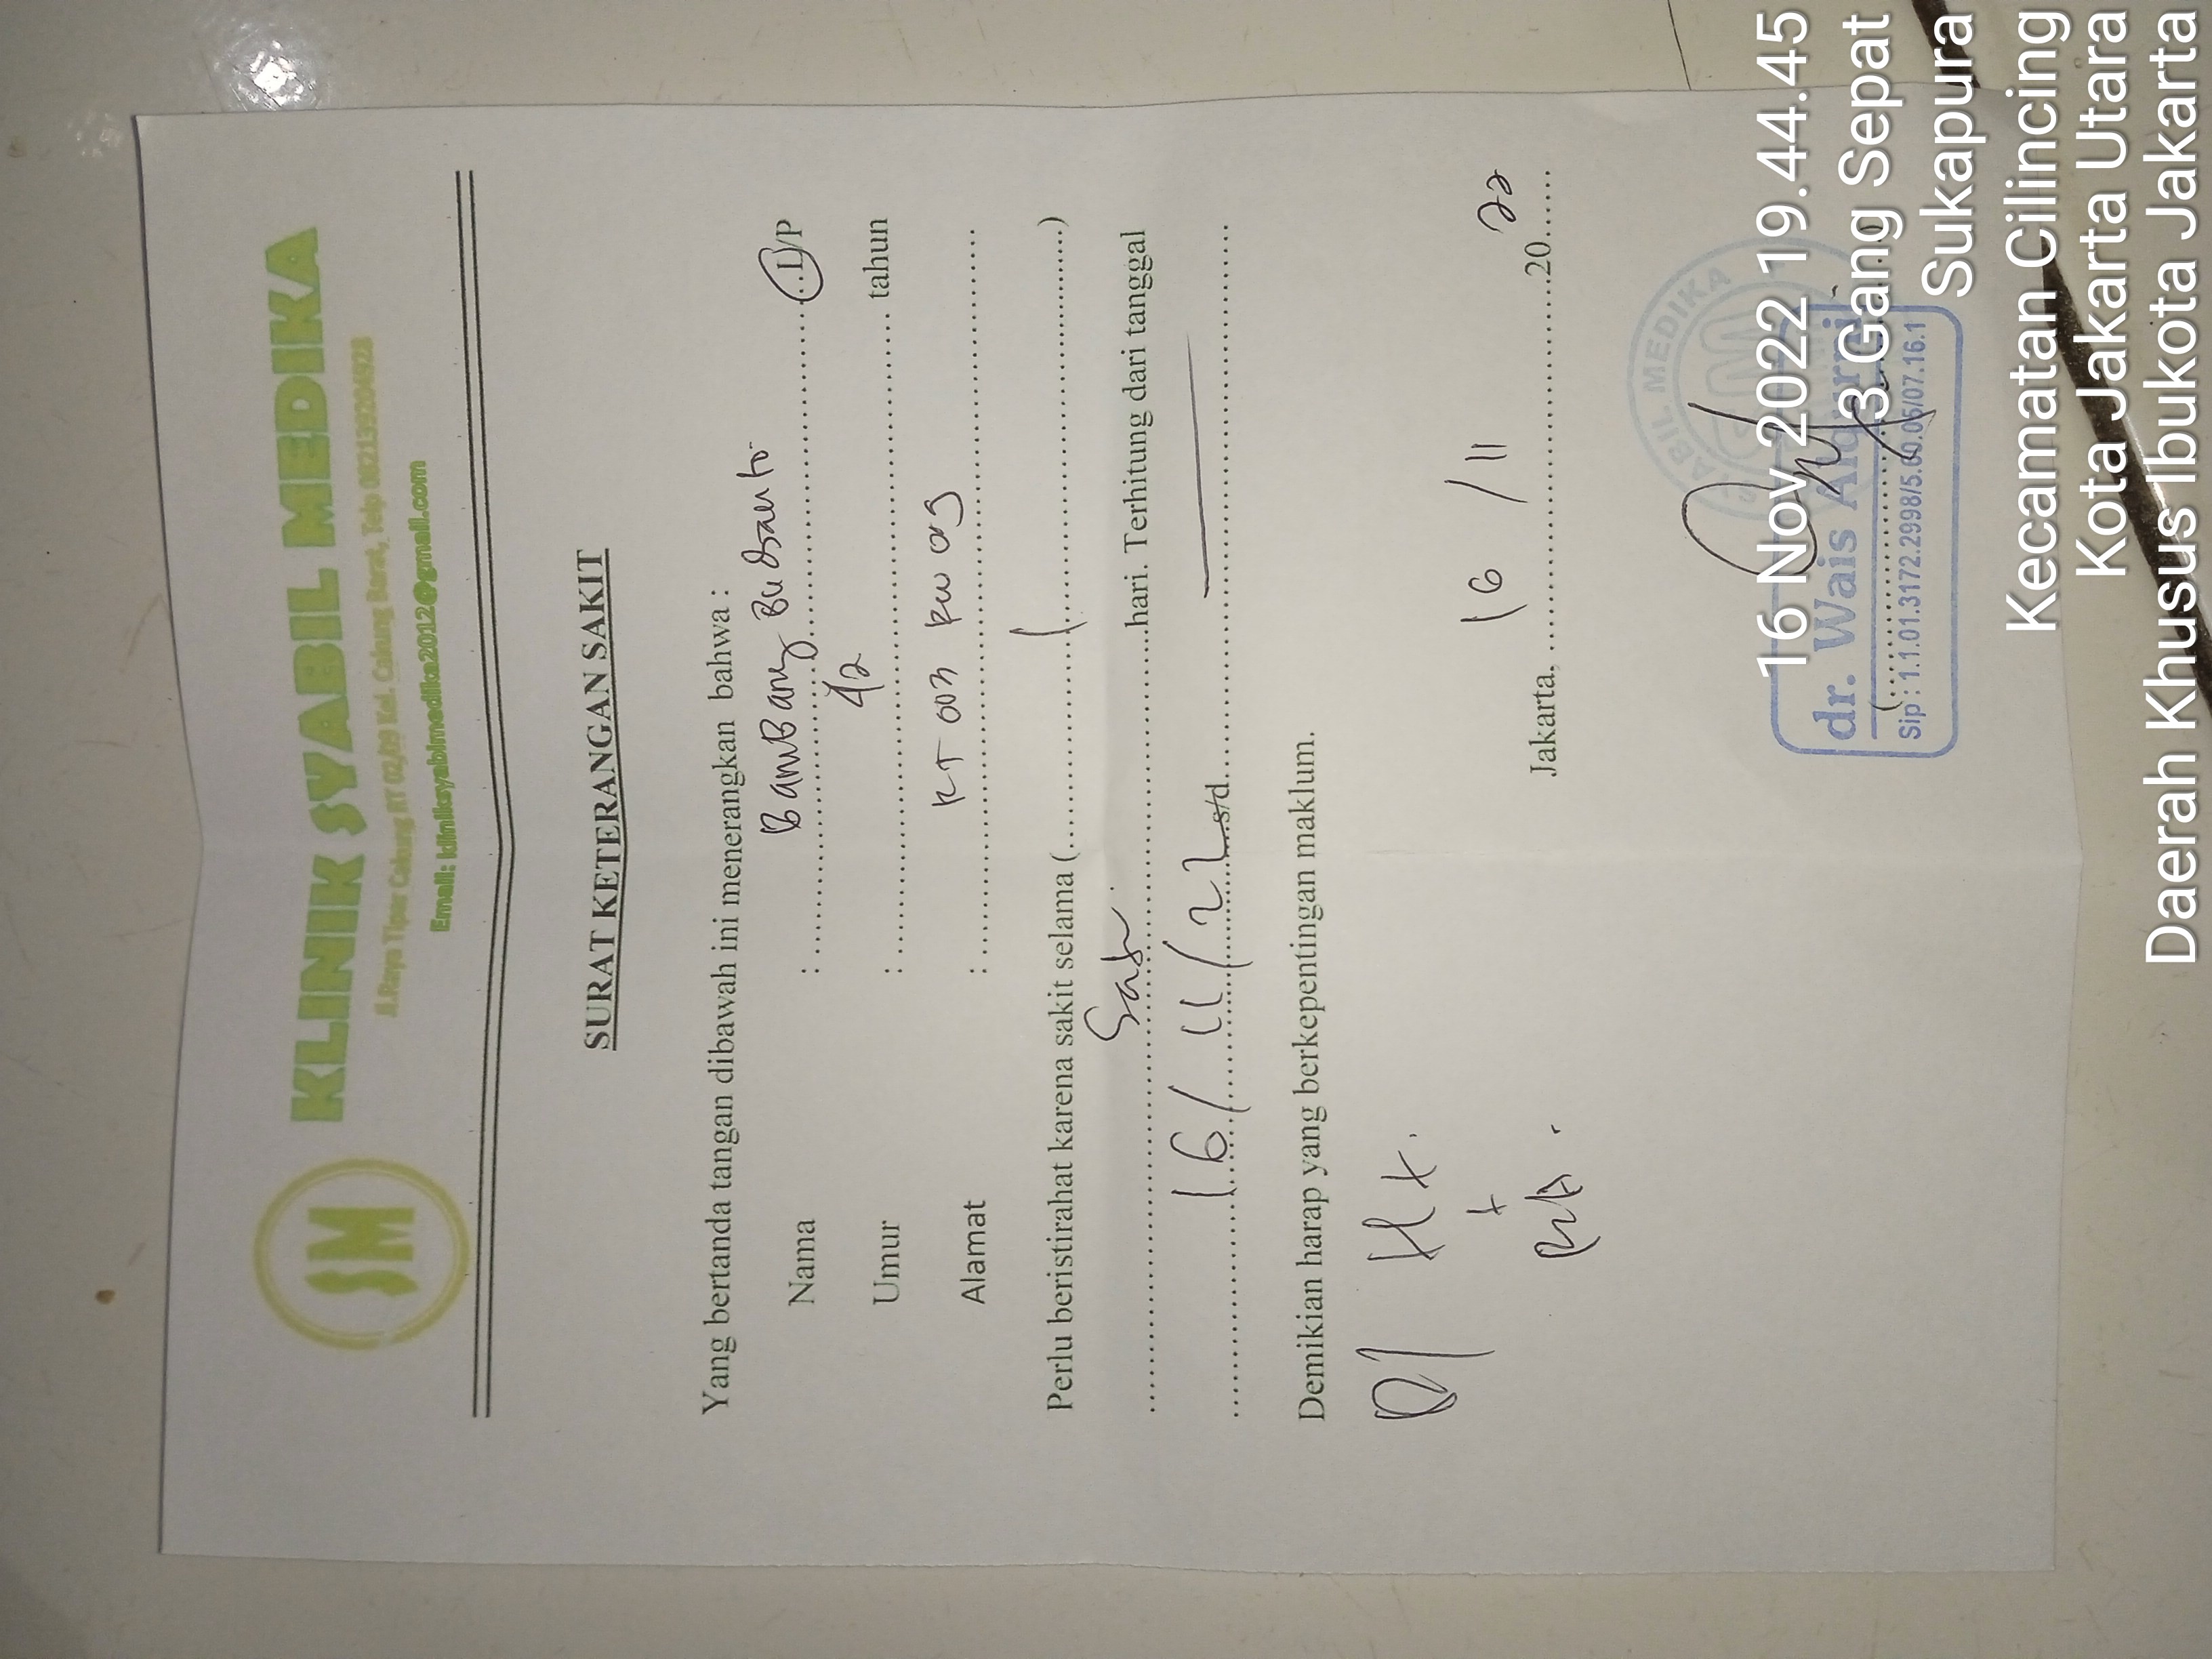 SM
KLINIK SYABIL MEDIKA
Jl.Raya Tipar Cakung RT 02/09 Kel. Cakung Barat, Telp 082139204928
Email: kliniksyabimedika2012@gmail.com
SURAT KETERANGAN SAKIT
Yang bertanda tangan dibawah ini menerangkan bahwa :
Nama : BamBang Budianto L/P
Umur : 42 tahun
Alamat : RT 003 RW 09
Perlu beristirahat karena sakit selama (.....1.....)
Satu hari. Terhitung dari tanggal
16/11/22 s/d
Demikian harap yang berkepentingan maklum.
D/ Ht.
+
Jakarta, 16/11 2022
SYABIL MEDIKA
SM
dr. Wais Alqurni
Sip : 1.1.01.3172.2998/5.60.05/07.16.1
16 Nov 2022 19.44.45
3 Gang Sepat
Sukapura
Kecamatan Cilincing
Kota Jakarta Utara
Daerah Khusus Ibukota Jakarta